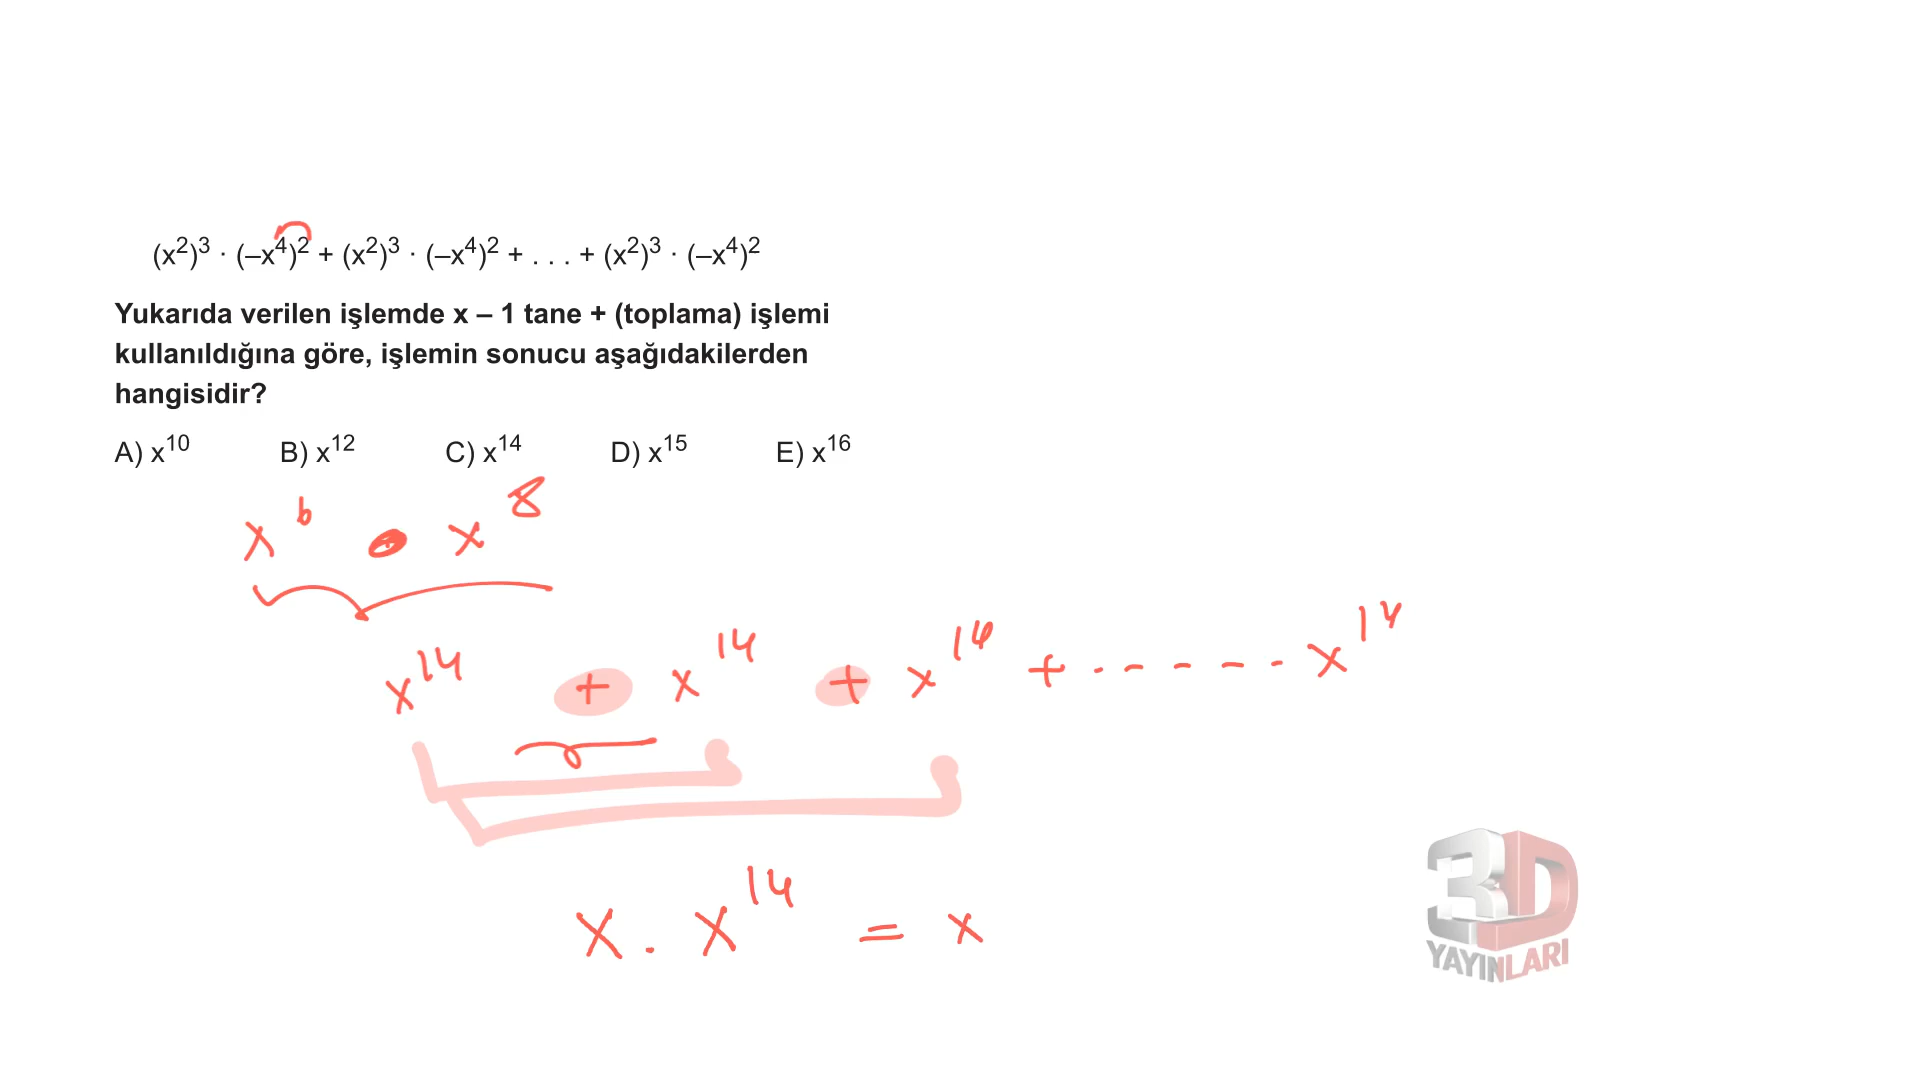 (x²)³ · (–x⁴)² + (x²)³ · (–x⁴)² + . . . + (x²)³ · (–x⁴)²
Yukarıda verilen işlemde x – 1 tane + (toplama) işlemi
kullanıldığına göre, işlemin sonucu aşağıdakilerden
hangisidir?
A) x¹⁰ B) x¹² C) x¹⁴ D) x¹⁵ E) x¹⁶
x⁶ · x⁸
x¹⁴ + x¹⁴ + x¹⁴ + - - - - - x¹⁴
x . x¹⁴ = x
3D
YAYINLARI